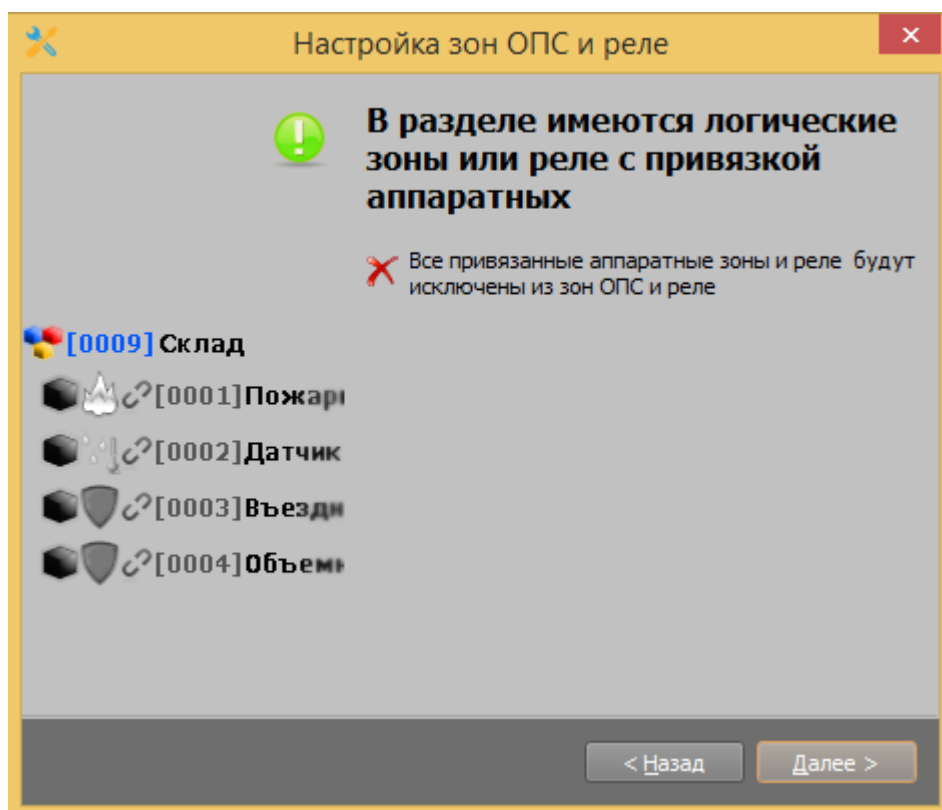 Настройка зон ОПС и реле
В разделе имеются логические
зоны или реле с привязкой
аппаратных
Все привязанные аппаратные зоны и реле будут
исключены из зон ОПС и реле
[0009] Склад
[0001]
[0002]Датчик
[0003]
[0004]
< Назад
Далее >